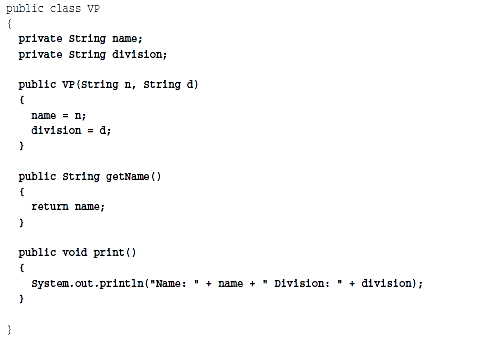 public class VP
{
private String name;
private String division;
public VP(String n, String d)
{
name = n;
division = d;
}
public String getName()
{
return name;
}
public void print()
{
System.out.println("Name: " + name + " Division: " + division);
}
}